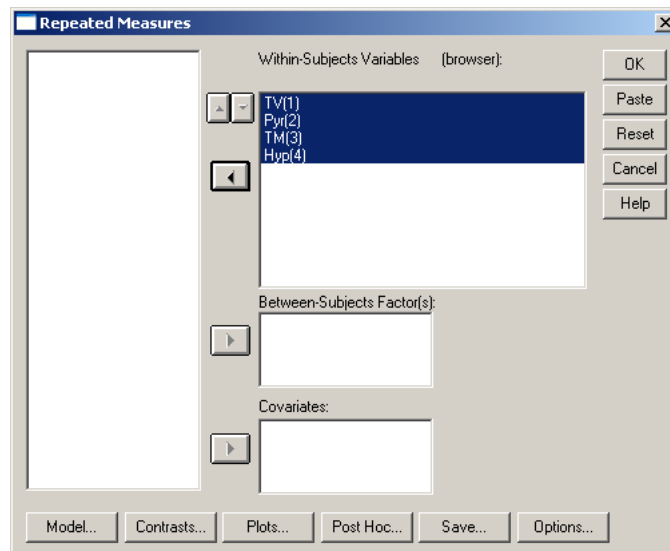 Repeated Measures
Within-Subjects Variables (browser):
TV(1)
Pyr(2)
TM(3)
Hyp(4)
OK
Paste
Reset
Cancel
Help
Between-Subjects Factor(s):
Covariates:
Model... Contrasts... Plots... Post Hoc... Save... Options...